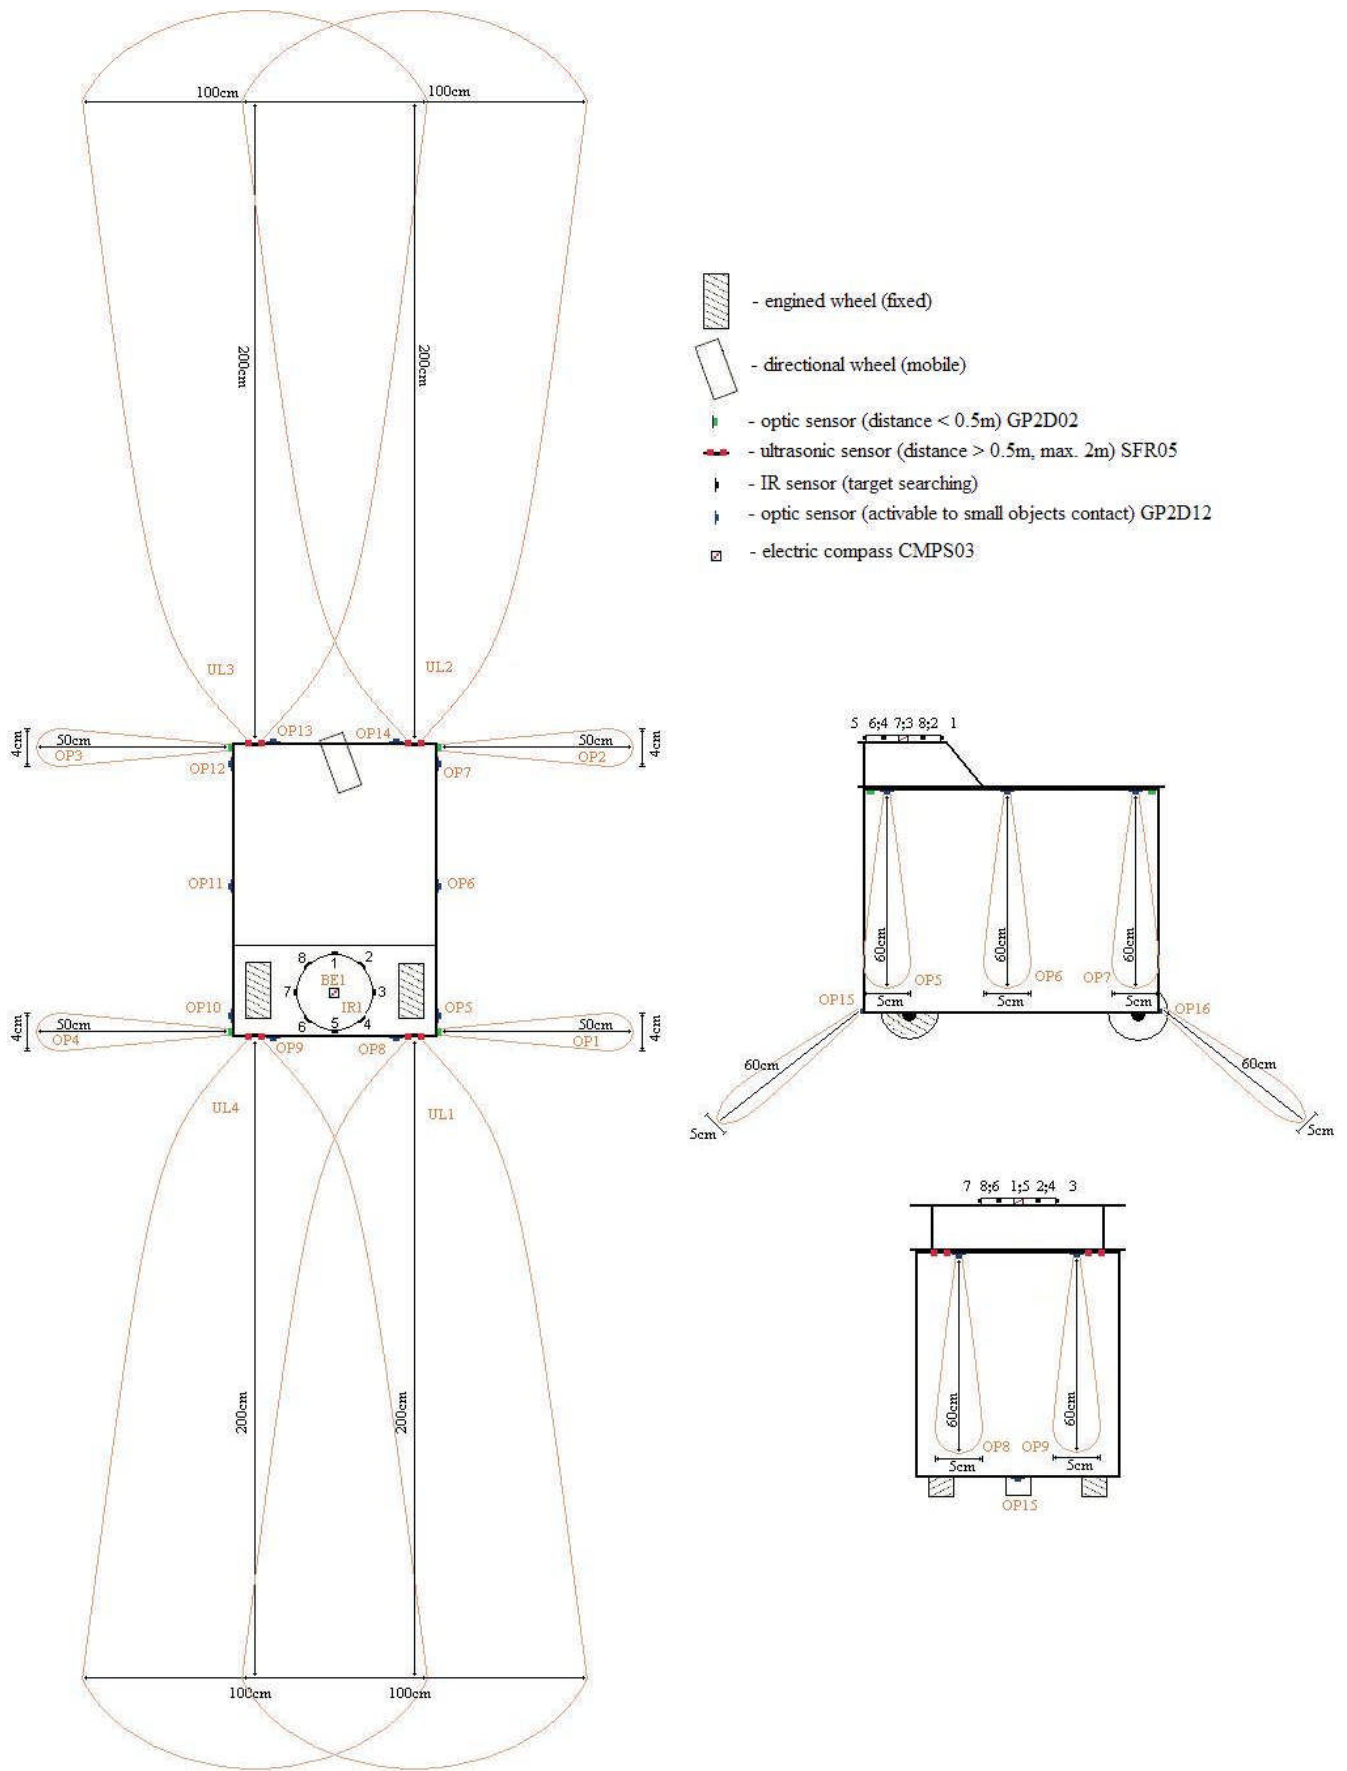 100cm
100cm
200cm
200cm
- engined wheel (fixed)
- directional wheel (mobile)
- optic sensor (distance < 0.5m) GP2D02
- ultrasonic sensor (distance > 0.5m, max. 2m) SFR05
- IR sensor (target searching)
- optic sensor (activable to small objects contact) GP2D12
- electric compass CMPS03
UL3
UL2
OP13
OP14
4cm
50cm
OP3
50cm
OP2
4cm
OP12
OP7
OP11
OP6
8
1
2
BE1
7
3
IR1
6
5
4
OP10
OP5
4cm
50cm
OP4
OP9
OP8
50cm
OP1
4cm
UL4
UL1
200cm
200cm
100cm
100cm
5 6;4 7;3 8;2 1
60cm
60cm
60cm
OP5
OP6
OP7
5cm
5cm
5cm
OP15
OP16
60cm
60cm
5cm
5cm
7 8;6 1;5 2;4 3
60cm
60cm
OP8
OP9
5cm
5cm
OP15